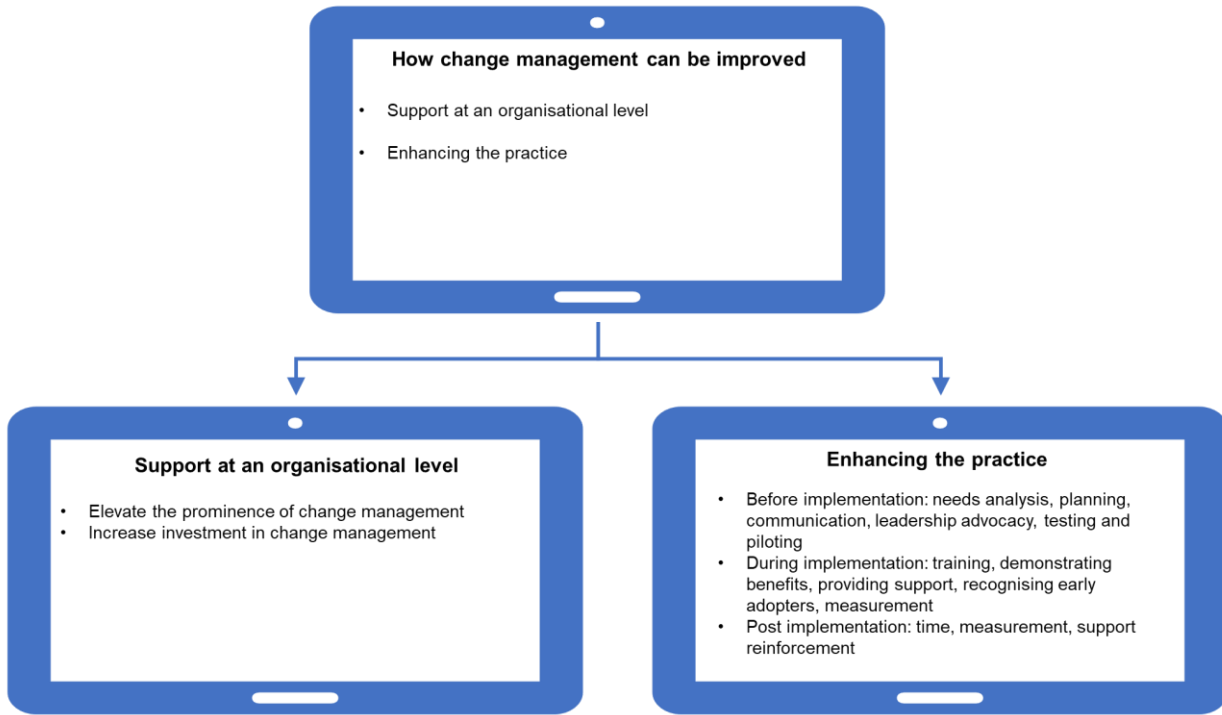 How change management can be improved
• Support at an organisational level
• Enhancing the practice
Support at an organisational level
• Elevate the prominence of change management
• Increase investment in change management
Enhancing the practice
• Before implementation: needs analysis, planning,
communication, leadership advocacy, testing and
piloting
• During implementation: training, demonstrating
benefits, providing support, recognising early
adopters, measurement
• Post implementation: time, measurement, support
reinforcement